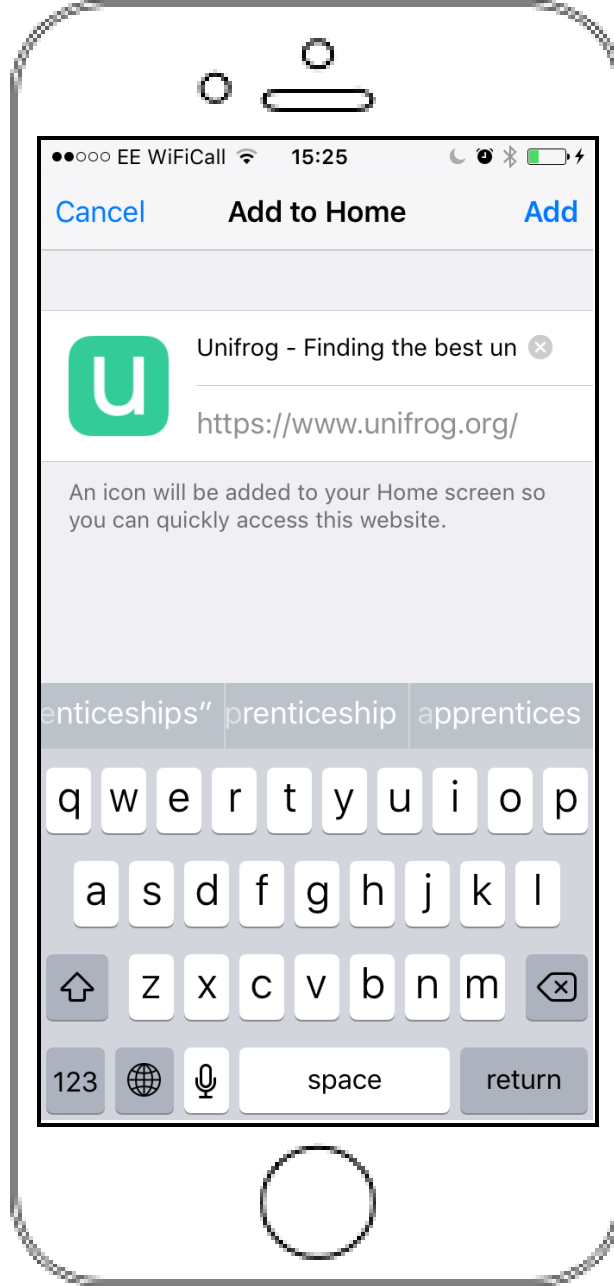 ●●○○○ EE WiFiCall 15:25
Cancel Add to Home Add
u
Unifrog - Finding the best un
https://www.unifrog.org/
An icon will be added to your Home screen so
you can quickly access this website.
enticeships” prenticeship apprentices
q w e r t y u i o p
a s d f g h j k l
z x c v b n m
123 space return